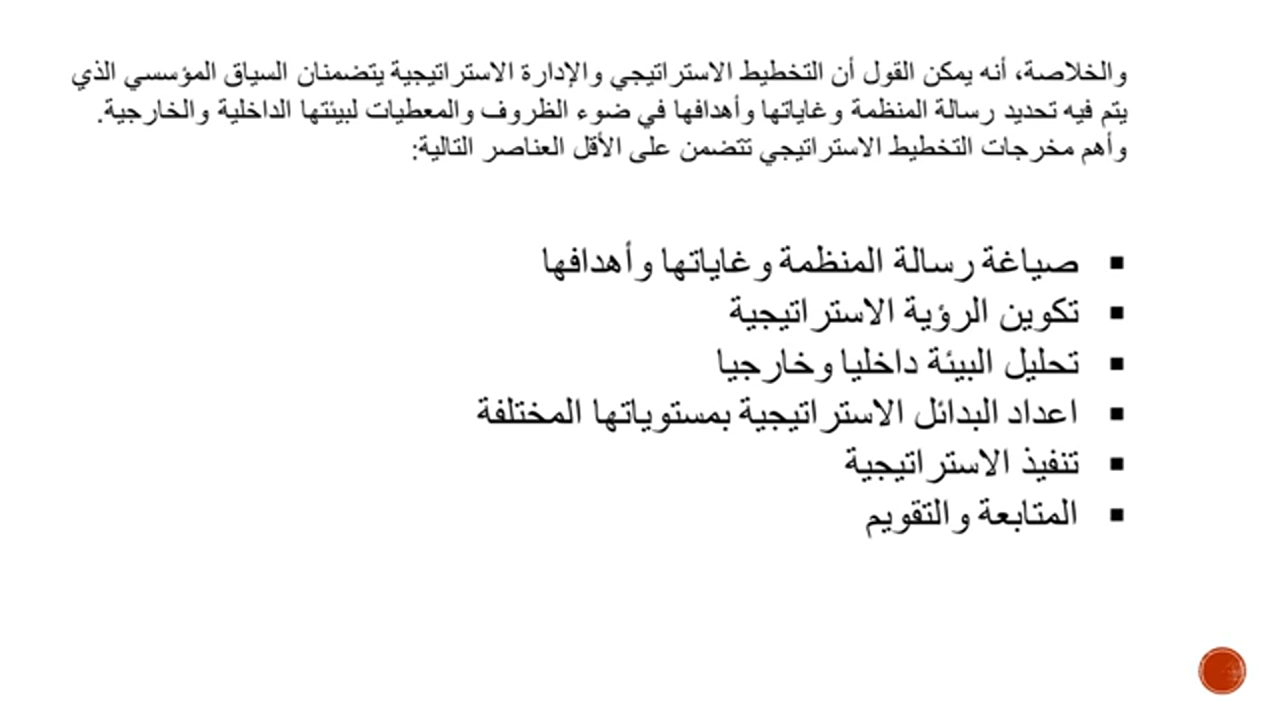 والخلاصة، أنه يمكن القول أن التخطيط الاستراتيجي والإدارة الاستراتيجية يتضمنان السياق المؤسسي الذي
يتم فيه تحديد رسالة المنظمة وغاياتها وأهدافها في ضوء الظروف والمعطيات لبيئتها الداخلية والخارجية.
وأهم مخرجات التخطيط الاستراتيجي تتضمن على الأقل العناصر التالية:
▪ صياغة رسالة المنظمة وغاياتها وأهدافها
▪ تكوين الرؤية الاستراتيجية
▪ تحليل البيئة داخليا وخارجيا
▪ اعداد البدائل الاستراتيجية بمستوياتها المختلفة
▪ تنفيذ الاستراتيجية
▪ المتابعة والتقويم